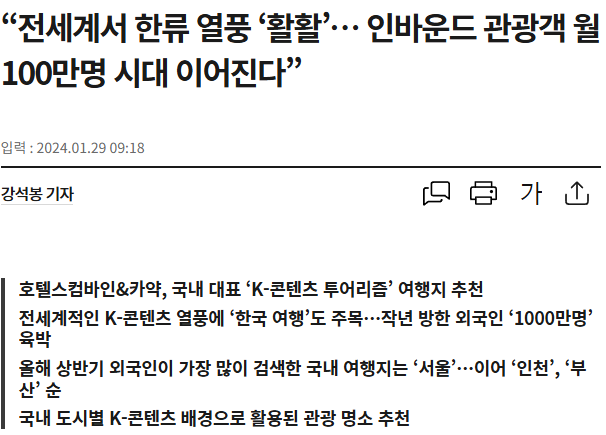 “전세계서 한류 열풍 ‘활활’… 인바운드 관광객 월
100만명 시대 이어진다”
입력 : 2024.01.29 09:18
강석봉 기자
가
호텔스컴바인&카약, 국내 대표 ‘K-콘텐츠 투어리즘’ 여행지 추천
전세계적인 K-콘텐츠 열풍에 ‘한국 여행’도 주목…작년 방한 외국인 ‘1000만명’
육박
올해 상반기 외국인이 가장 많이 검색한 국내 여행지는 ‘서울’…이어 ‘인천’, ‘부
산’ 순
국내 도시별 K-콘텐츠 배경으로 활용된 관광 명소 추천